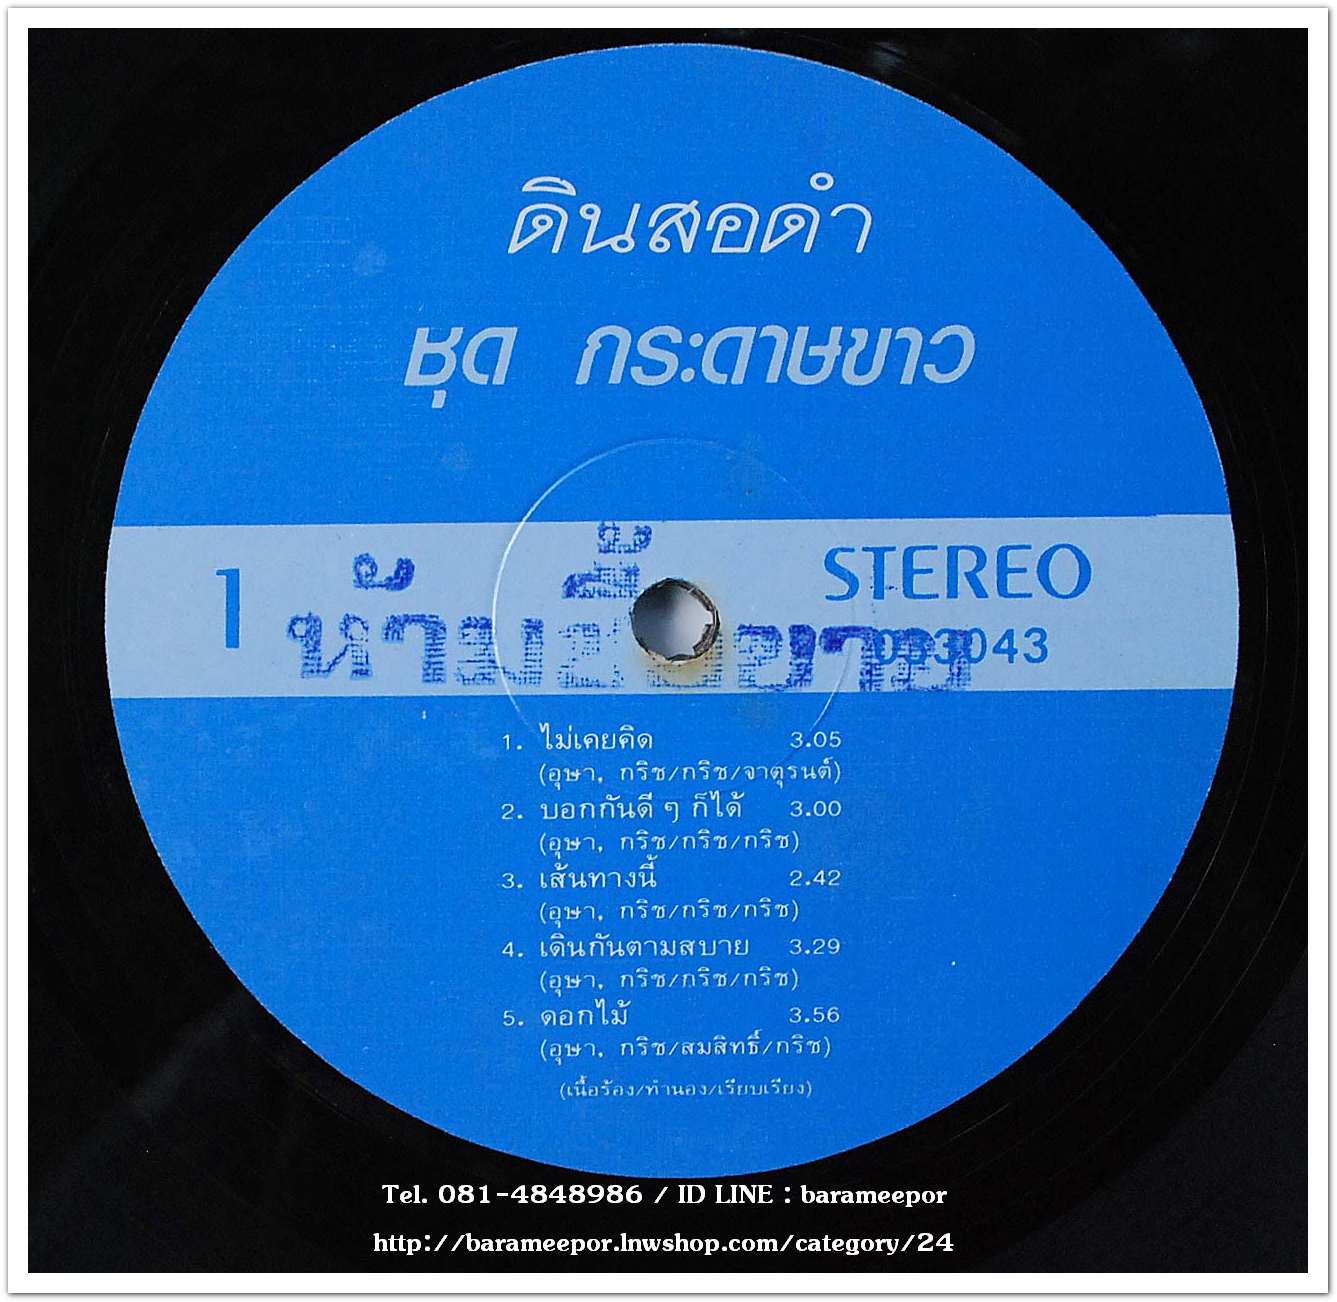 ดินสอดำ
ชุด กระดาษขาว
1 ห้ามซื้อขาย STEREO
033043
1. ไม่เคยคิด 3.05
(อุษา, กริช/กริช/จาตุรนต์)
2. บอกกันดี ๆ ก็ได้ 3.00
(อุษา, กริช/กริช/กริช)
3. เส้นทางนี้ 2.42
(อุษา, กริช/กริช/กริช)
4. เดินกันตามสบาย 3.29
(อุษา, กริช/กริช/กริช)
5. ดอกไม้ 3.56
(อุษา, กริช/สมสิทธิ์/กริช)
(เนื้อร้อง/ทำนอง/เรียบเรียง)
Tel. 081-4848986 / ID LINE : barameepor
http://barameepor.lnwshop.com/category/24